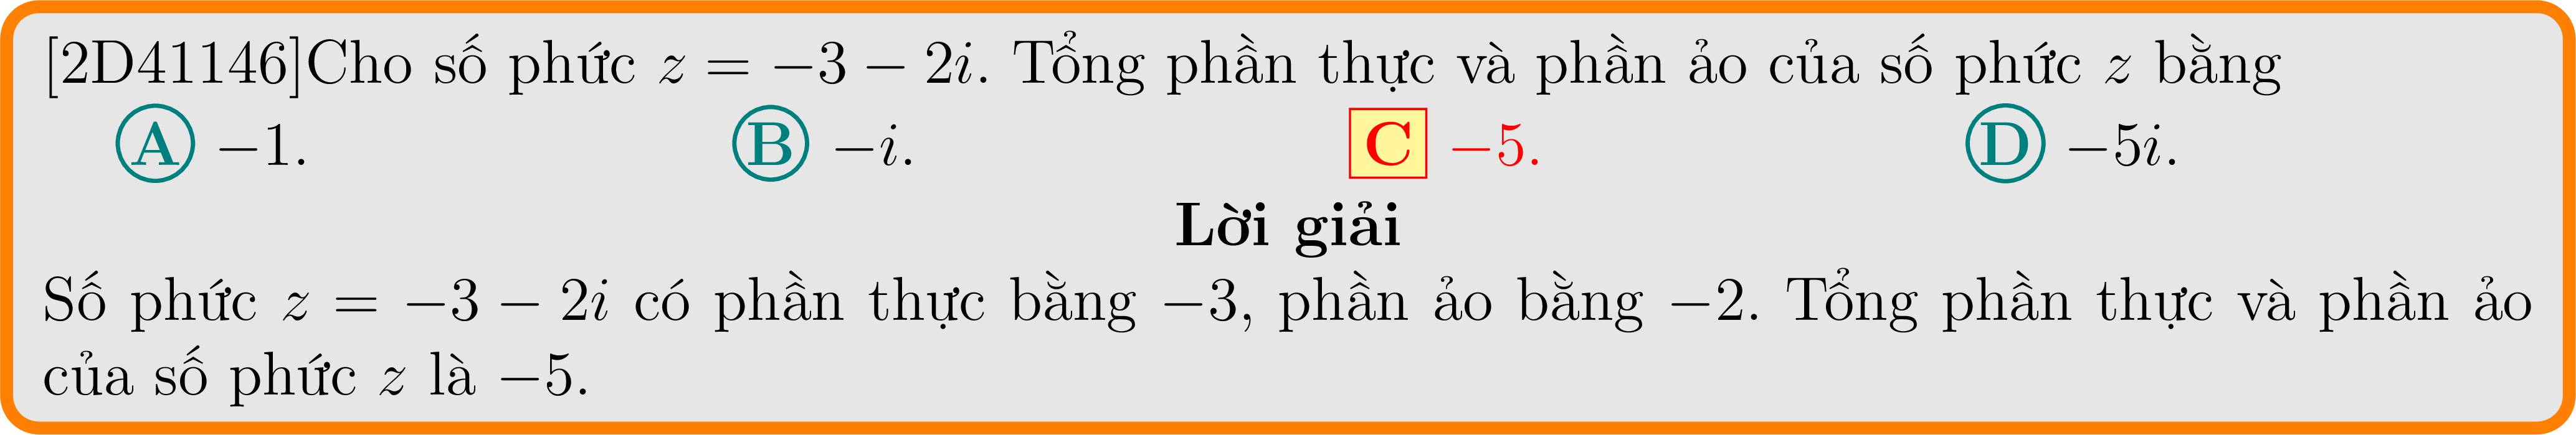 [2D41146]Cho số phức z = −3 − 2i. Tổng phần thực và phần ảo của số phức z bằng
A −1. B −i. C −5. D −5i.
Lời giải
Số phức z = −3 − 2i có phần thực bằng −3, phần ảo bằng −2. Tổng phần thực và phần ảo
của số phức z là −5.